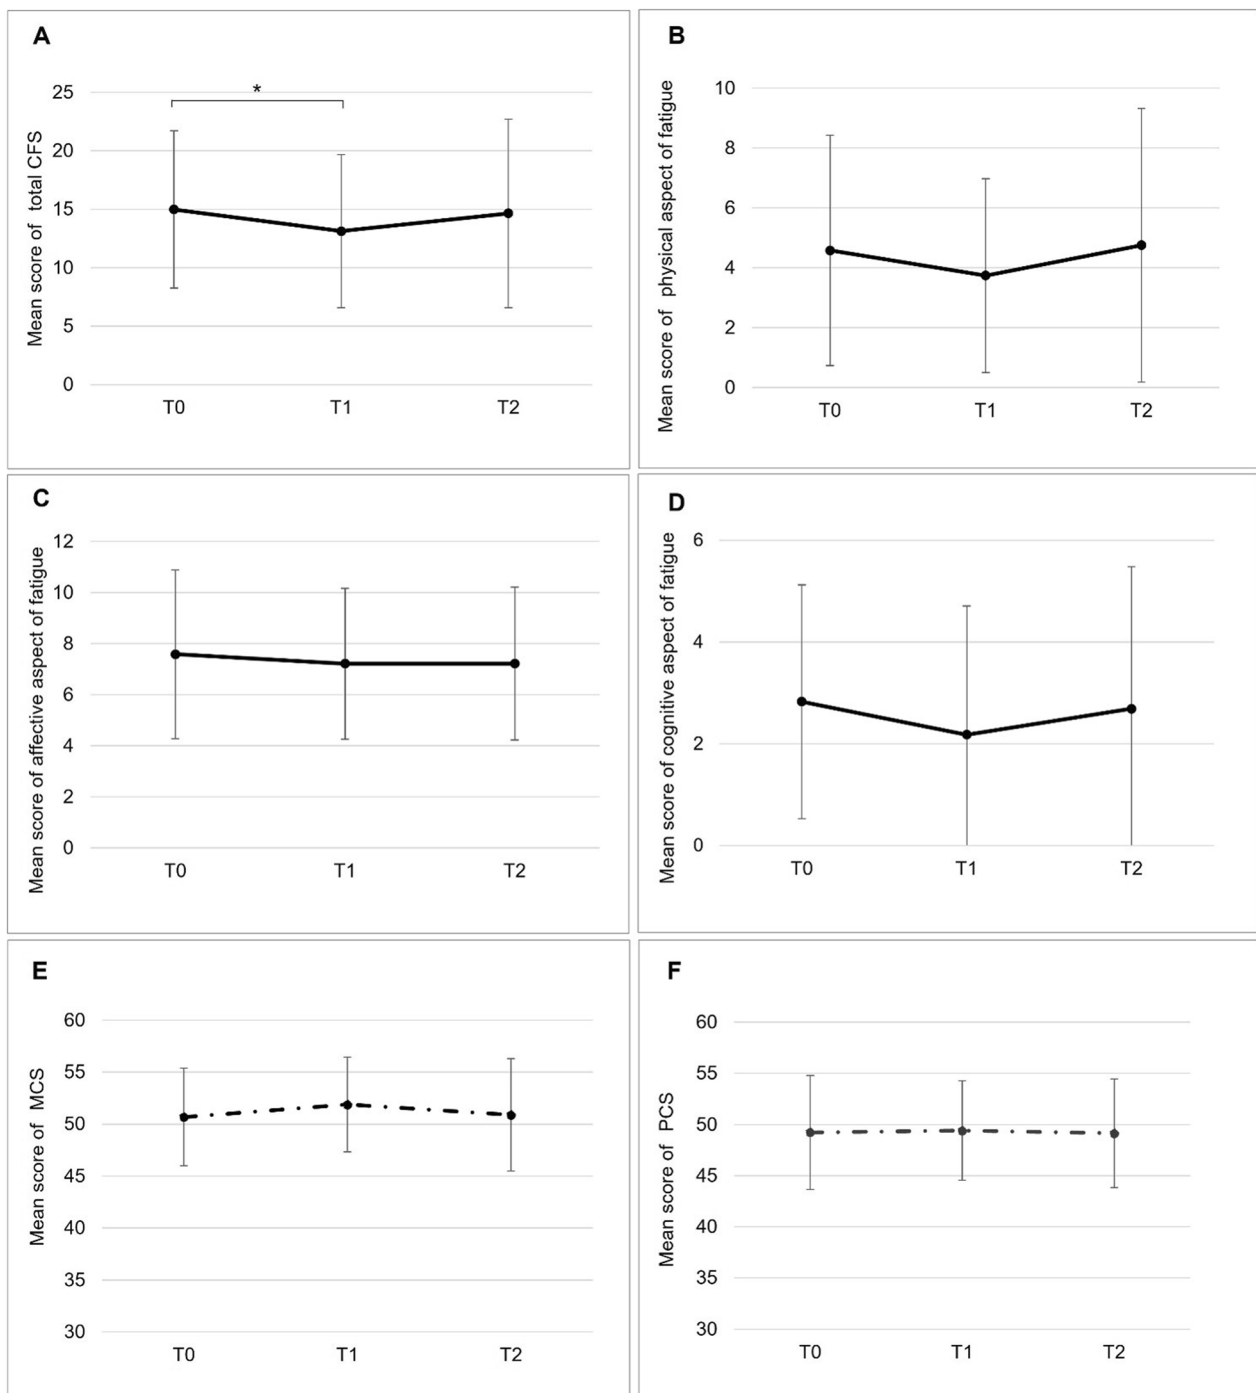 A
Mean score of total CFS
25
20
15
10
5
0
*
T0 T1 T2
B
Mean score of physical aspect of fatigue
10
8
6
4
2
0
T0 T1 T2
C
Mean score of affective aspect of fatigue
12
10
8
6
4
2
0
T0 T1 T2
D
Mean score of cognitive aspect of fatigue
6
4
2
0
T0 T1 T2
E
Mean score of MCS
60
55
50
45
40
35
30
T0 T1 T2
F
Mean score of PCS
60
55
50
45
40
35
30
T0 T1 T2